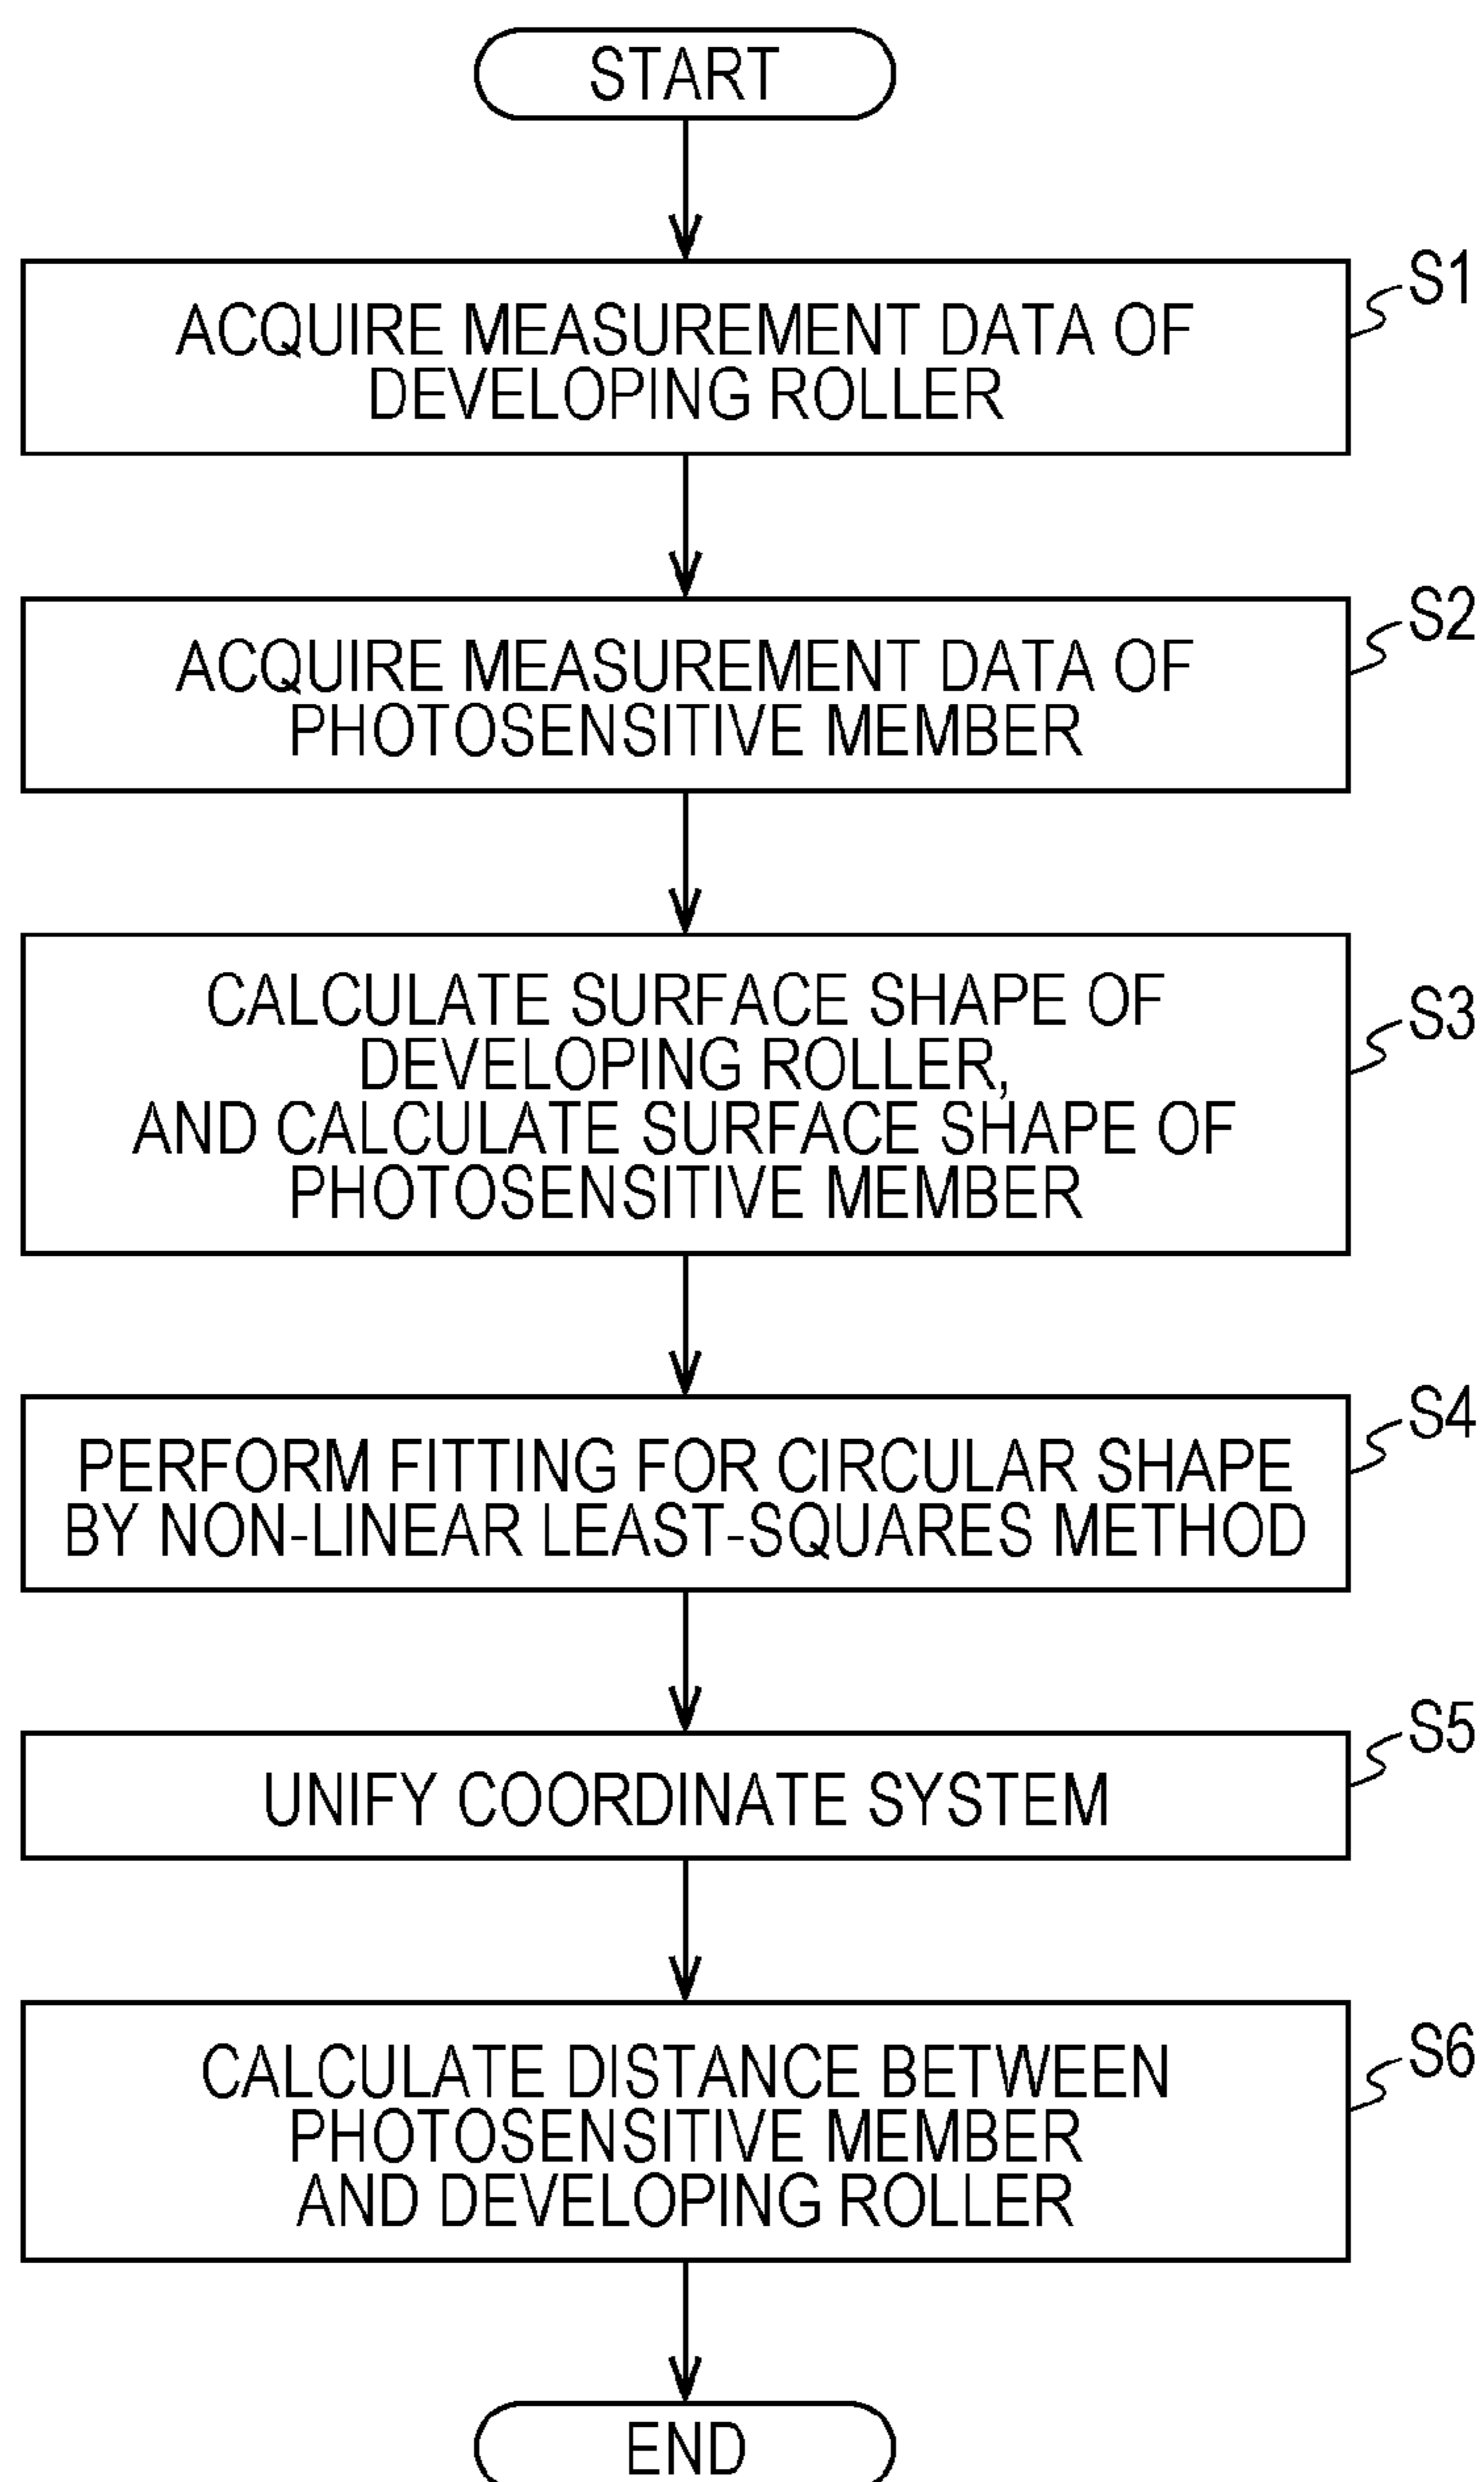 START
S1
ACQUIRE MEASUREMENT DATA OF
DEVELOPING ROLLER
S2
ACQUIRE MEASUREMENT DATA OF
PHOTOSENSITIVE MEMBER
S3
CALCULATE SURFACE SHAPE OF
DEVELOPING ROLLER,
AND CALCULATE SURFACE SHAPE OF
PHOTOSENSITIVE MEMBER
S4
PERFORM FITTING FOR CIRCULAR SHAPE
BY NON-LINEAR LEAST-SQUARES METHOD
S5
UNIFY COORDINATE SYSTEM
S6
CALCULATE DISTANCE BETWEEN
PHOTOSENSITIVE MEMBER
AND DEVELOPING ROLLER
END